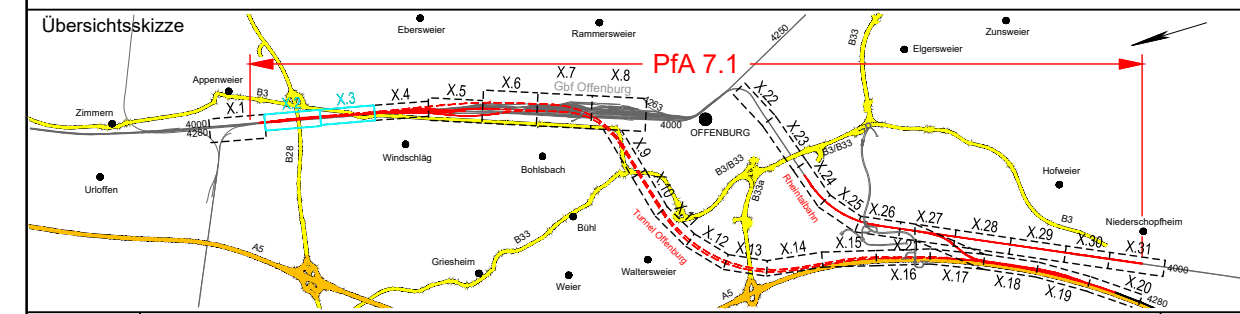 Übersichtsskizze
Ebersweier
Rammersweier
4250
B33
Zunsweier
Elgersweier
PfA 7.1
Appenweier
B3
B3
X.1
X.2
X.3
X.4
X.5
X.6
X.7
X.8
Gbf Offenburg
4263
Zimmern
4000
4280
4000
OFFENBURG
X.22
X.23
X.24
X.25
X.26
X.27
X.28
X.29
X.30
X.31
B28
Windschläg
Bohlsbach
X.9
X.10
X.11
X.12
X.13
X.14
X.15
X.21
X.16
X.17
X.18
X.19
X.20
B3/B33
B3/B33
B33a
Rheintalbahn
Hofweier
B3
Niederschopfheim
4000
4280
Urloffen
A5
B33
Bühl
Tunnel Offenburg
Griesheim
Weier
Waltersweier
A5